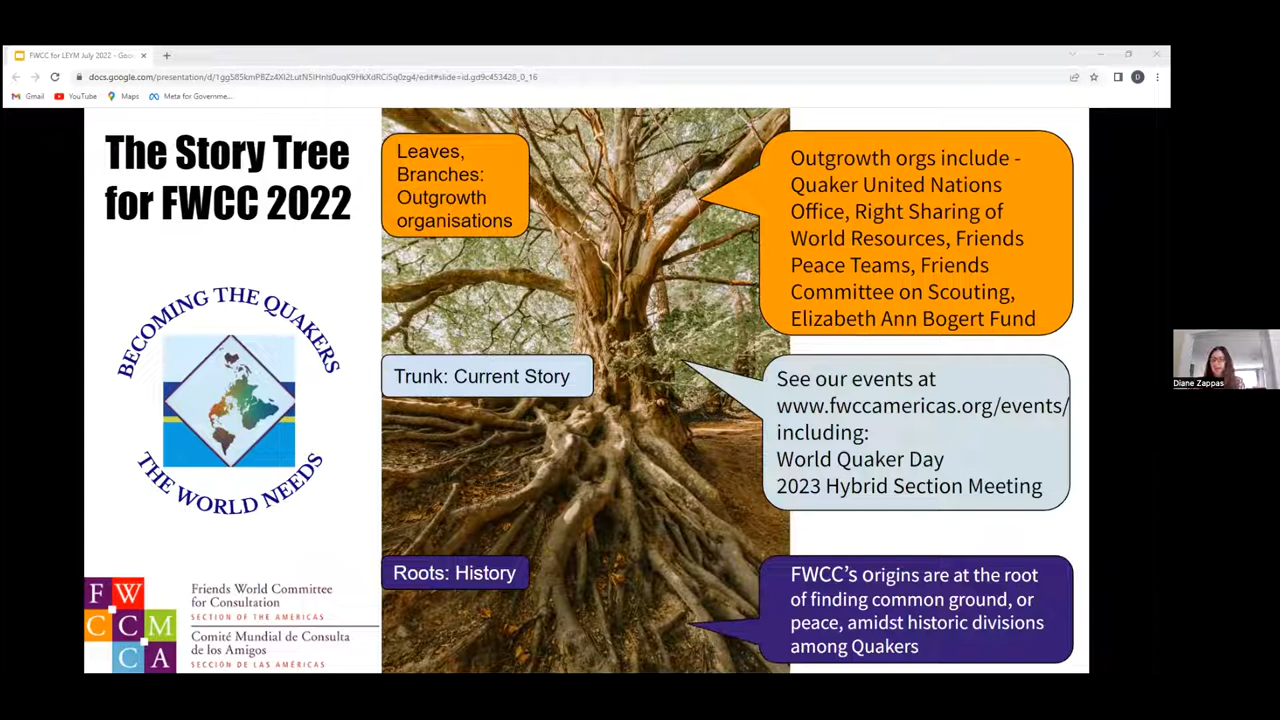 FWCC for LEYM July 2022 - Goo
docs.google.com/presentation/d/1gg585kmPBZz4Xl2LutN5IHnIs0uqK9HkXdRCiSq0zg4/edit#slide=id.gd9c453428_0_16
Gmail
YouTube
Maps
Meta for Governme...
D
The Story Tree
for FWCC 2022
BECOMING THE QUAKERS
THE WORLD NEEDS
F W
C C M
C A
Friends World Committee
for Consultation
SECTION OF THE AMERICAS
Comité Mundial de Consulta
de los Amigos
SECCIÓN DE LAS AMÉRICAS
Leaves,
Branches:
Outgrowth
organisations
Outgrowth orgs include -
Quaker United Nations
Office, Right Sharing of
World Resources, Friends
Peace Teams, Friends
Committee on Scouting,
Elizabeth Ann Bogert Fund
Trunk: Current Story
See our events at
www.fwccamericas.org/events/
including:
World Quaker Day
2023 Hybrid Section Meeting
Roots: History
FWCC's origins are at the root
of finding common ground, or
peace, amidst historic divisions
among Quakers
Diane Zappas